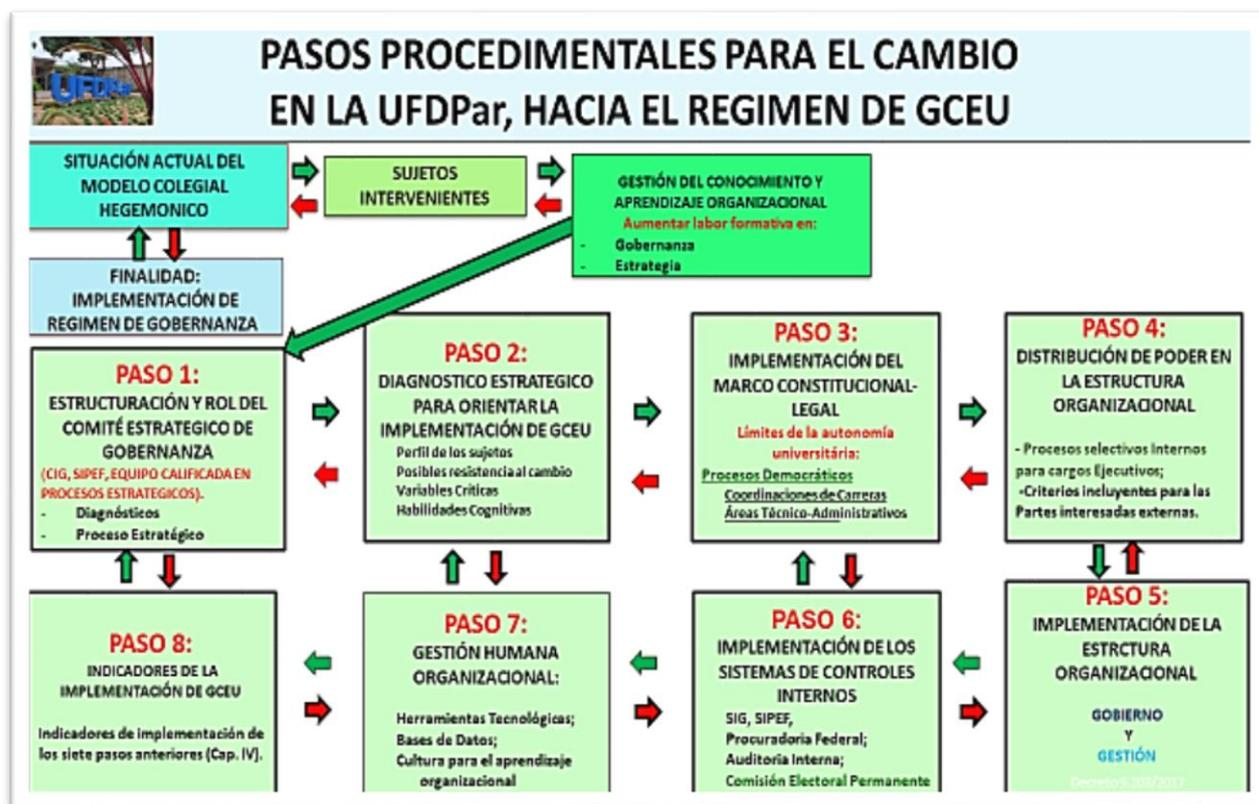 UFDPar
PASOS PROCEDIMENTALES PARA EL CAMBIO
EN LA UFDPar, HACIA EL REGIMEN DE GCEU
SITUACIÓN ACTUAL DEL
MODELO COLEGIAL
HEGEMONICO
SUJETOS
INTERVENIENTES
GESTIÓN DEL CONOCIMIENTO Y
APRENDIZAJE ORGANIZACIONAL
Aumentar labor formativa en:
- Gobernanza
- Estrategia
FINALIDAD:
IMPLEMENTACIÓN DE
REGIMEN DE GOBERNANZA
PASO 1:
ESTRUCTURACIÓN Y ROL DEL
COMITÉ ESTRATEGICO DE
GOBERNANZA
(CIG, SIPEF, EQUIPO CALIFICADA EN
PROCESOS ESTRATEGICOS).
- Diagnósticos
- Proceso Estratégico
PASO 2:
DIAGNOSTICO ESTRATEGICO
PARA ORIENTAR LA
IMPLEMENTACIÓN DE GCEU
Perfil de los sujetos
Posibles resistencia al cambio
Variables Criticas
Habilidades Cognitivas
PASO 3:
IMPLEMENTACIÓN DEL
MARCO CONSTITUCIONAL-
LEGAL
Límites de la autonomía
universitária:
Procesos Democráticos
Coordinaciones de Carreras
Áreas Técnico-Administrativos
PASO 4:
DISTRIBUCIÓN DE PODER EN
LA ESTRUCTURA
ORGANIZACIONAL
- Procesos selectivos Internos
para cargos Ejecutivos;
-Criterios incluyentes para las
Partes interesadas externas.
PASO 8:
INDICADORES DE LA
IMPLEMENTACIÓN DE GCEU
Indicadores de implementación de
los siete pasos anteriores (Cap. IV).
PASO 7:
GESTIÓN HUMANA
ORGANIZACIONAL:
Herramientas Tecnológicas;
Bases de Datos;
Cultura para el aprendizaje
organizacional
PASO 6:
IMPLEMENTACIÓN DE LOS
SISTEMAS DE CONTROLES
INTERNOS
SIG, SIPEF,
Procuradoria Federal;
Auditoria Interna;
Comisión Electoral Permanente
PASO 5:
IMPLEMENTACIÓN DE LA
ESTRCTURA
ORGANIZACIONAL
GOBIERNO
Y
GESTIÓN
Decreto